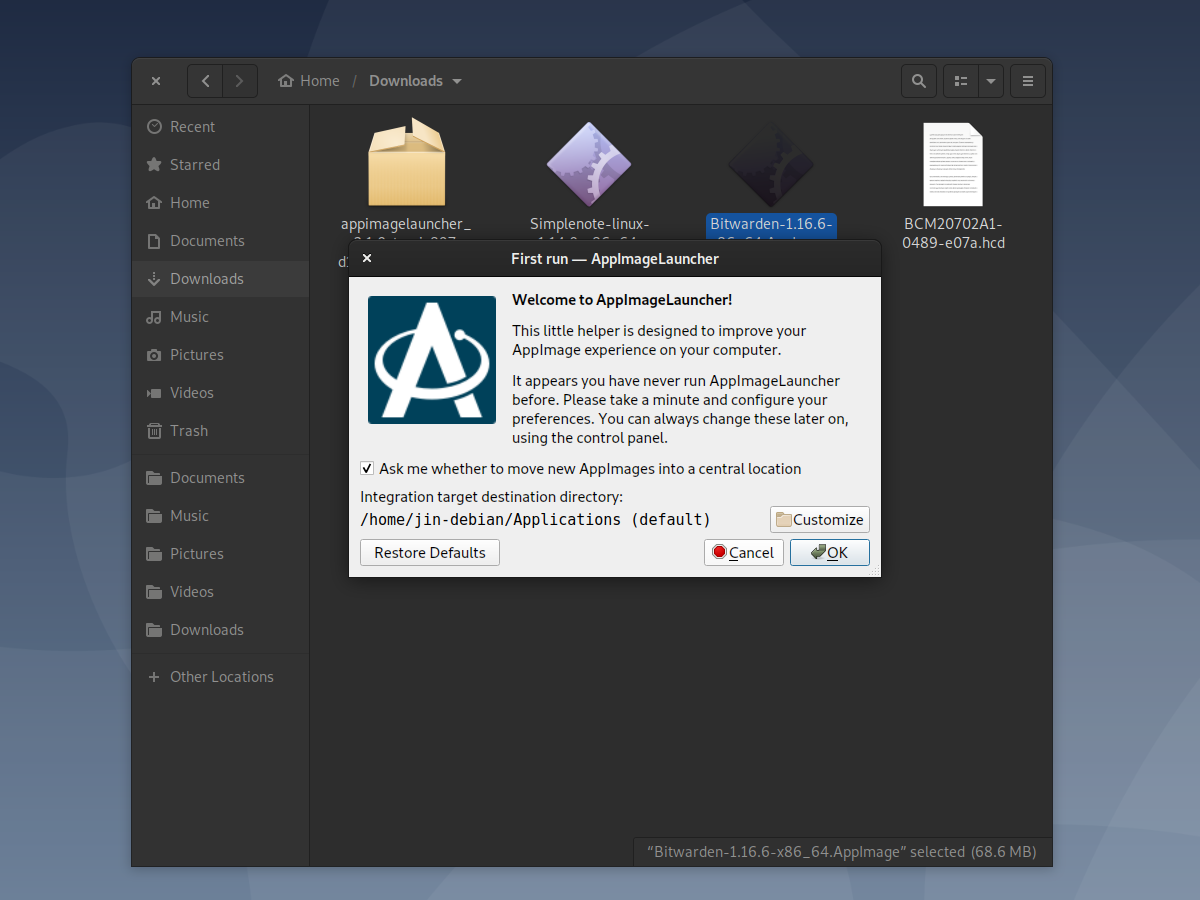 Home / Downloads
Recent
Starred
Home
Documents
Downloads
Music
Pictures
Videos
Trash
Documents
Music
Pictures
Videos
Downloads
Other Locations
appimagelauncher_
Simplenote-linux-
Bitwarden-1.16.6-
BCM20702A1-
0489-e07a.hcd
First run — AppImageLauncher
Welcome to AppImageLauncher!
This little helper is designed to improve your
AppImage experience on your computer.
It appears you have never run AppImageLauncher
before. Please take a minute and configure your
preferences. You can always change these later on,
using the control panel.
Ask me whether to move new AppImages into a central location
Integration target destination directory:
/home/jin-debian/Applications (default)
Customize
Restore Defaults
Cancel
OK
“Bitwarden-1.16.6-x86_64.AppImage” selected (68.6 MB)